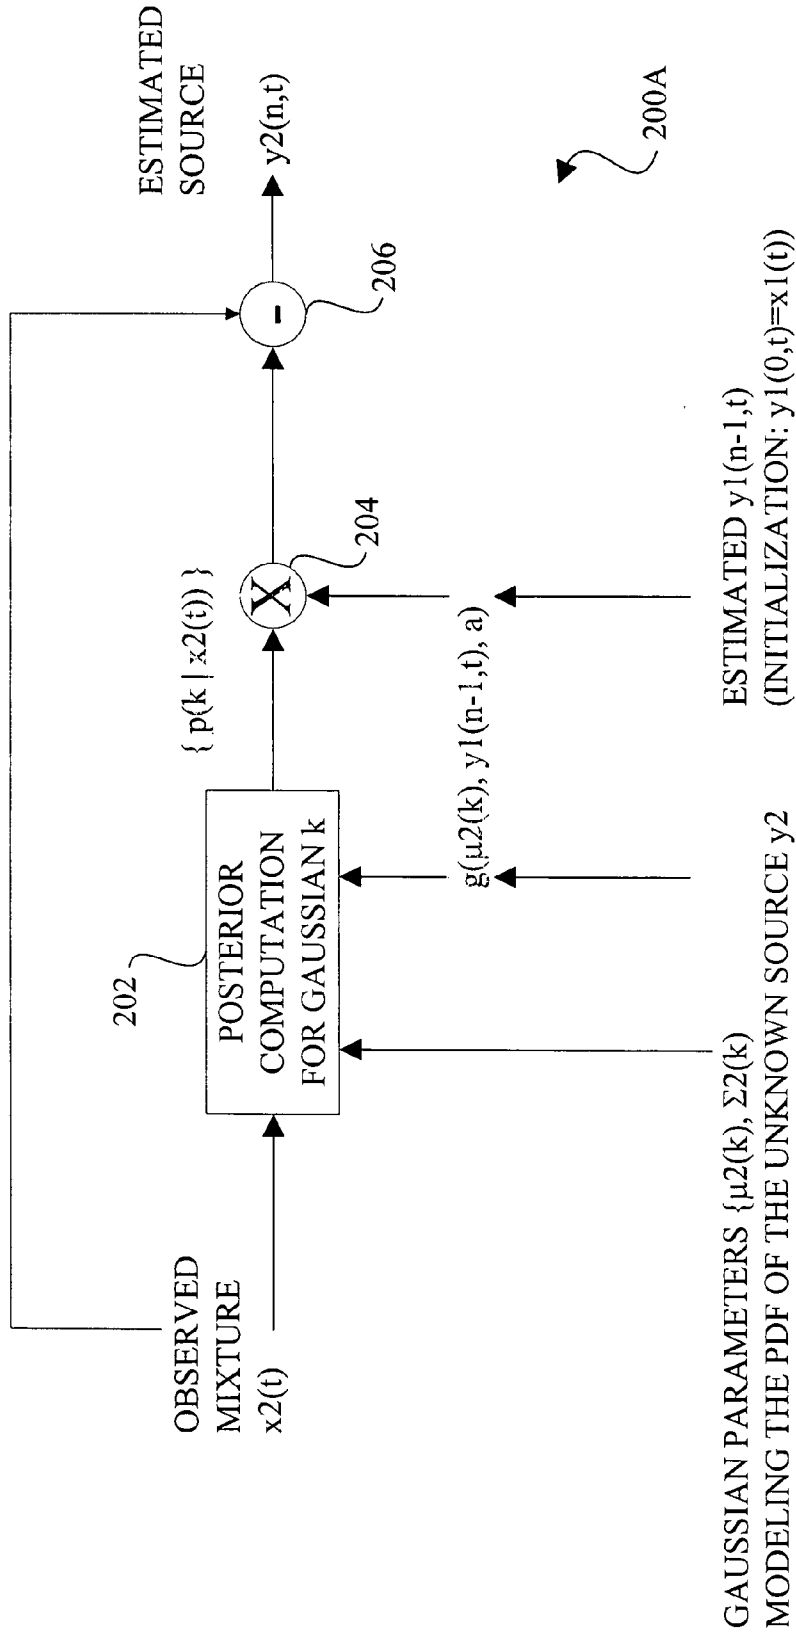 OBSERVED
MIXTURE
x2(t)
202
POSTERIOR
COMPUTATION
FOR GAUSSIAN k
{ p(k | x2(t)) }
X
204
-
206
ESTIMATED
SOURCE
y2(n,t)
g(μ2(k), y1(n-1,t), a)
200A
GAUSSIAN PARAMETERS {μ2(k), Σ2(k)
MODELING THE PDF OF THE UNKNOWN SOURCE y2
ESTIMATED y1(n-1,t)
(INITIALIZATION: y1(0,t)=x1(t))